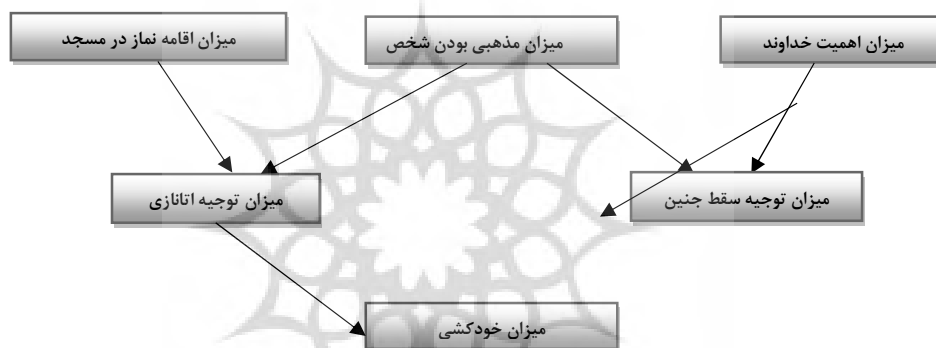 میزان اهمیت خداوند
میزان مذهبی بودن شخص
میزان اقامه نماز در مسجد
میزان توجیه سقط جنین
میزان توجیه اتانازی
میزان خودکشی